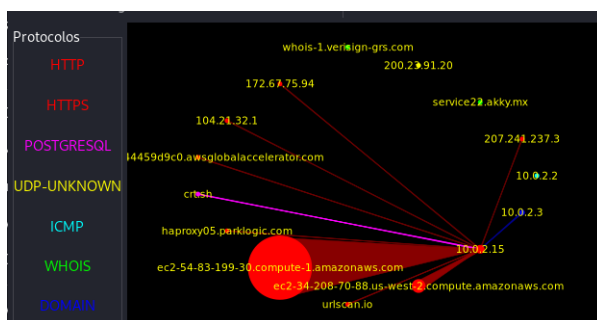 Protocolos
HTTP
HTTPS
POSTGRESQL
UDP-UNKNOWN
ICMP
WHOIS
DOMAIN
whois-1.verisign-grs.com
200.23.91.20
172.67.75.94
service22.akky.mx
104.21.32.1
207.241.237.3
44459d9c0.awsglobalaccelerator.com
10.0.2.2
crt.sh
10.0.2.3
haproxy05.parklogic.com
10.0.2.15
ec2-54-83-199-30.compute-1.amazonaws.com
ec2-34-208-70-88.us-west-2.compute.amazonaws.com
urlscan.io